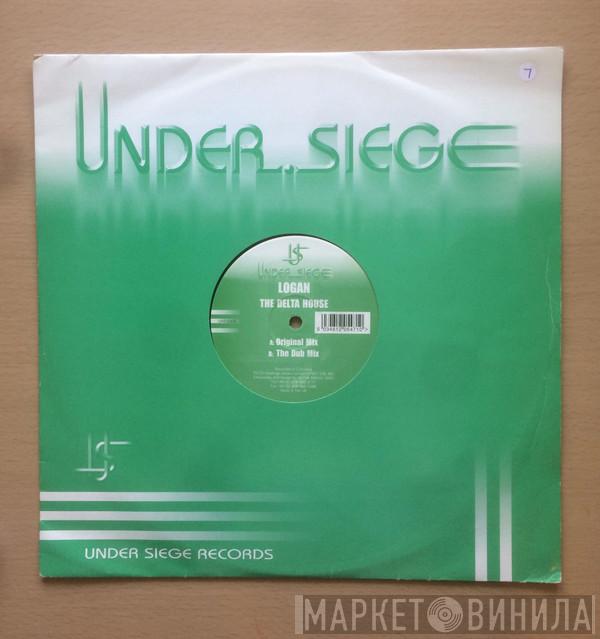 7
UNDER SIEGE
US
UNDER SIEGE
LOGAN
THE DELTA HOUSE
A: Original Mix
B: The Dub Mix
US
UNDER SIEGE RECORDS
МАРКЕТ ВИНИЛА